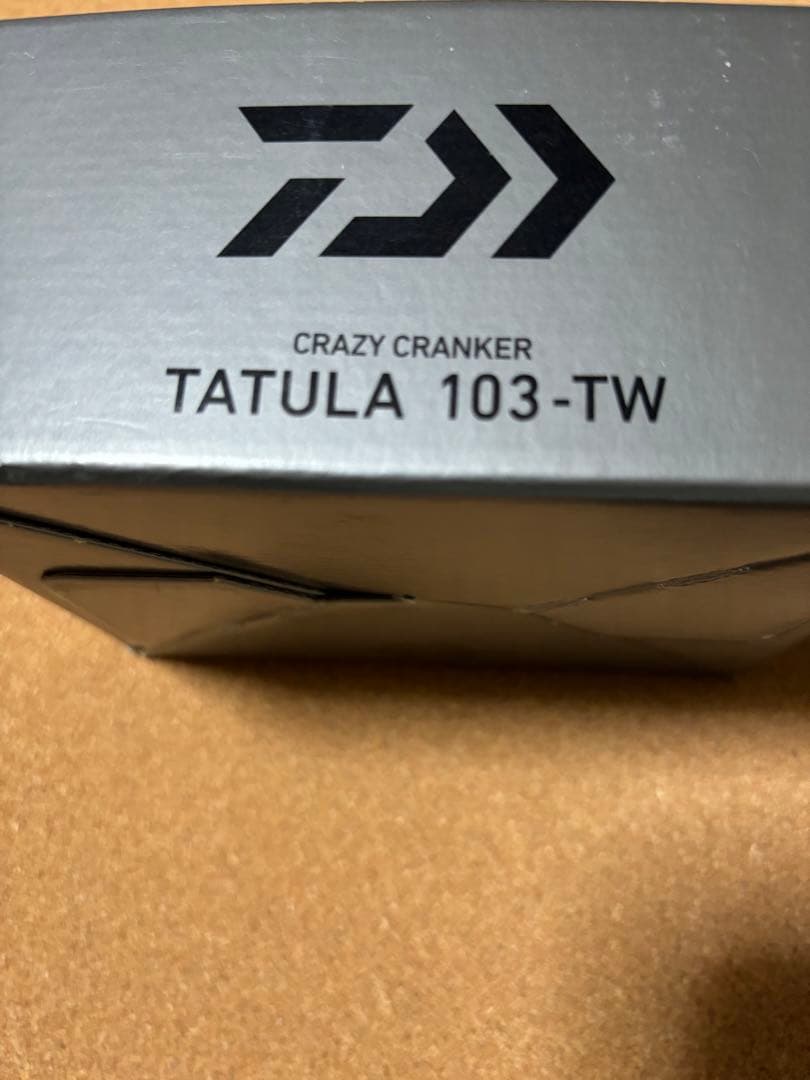 CRAZY CRANKER
TATULA 103-TW